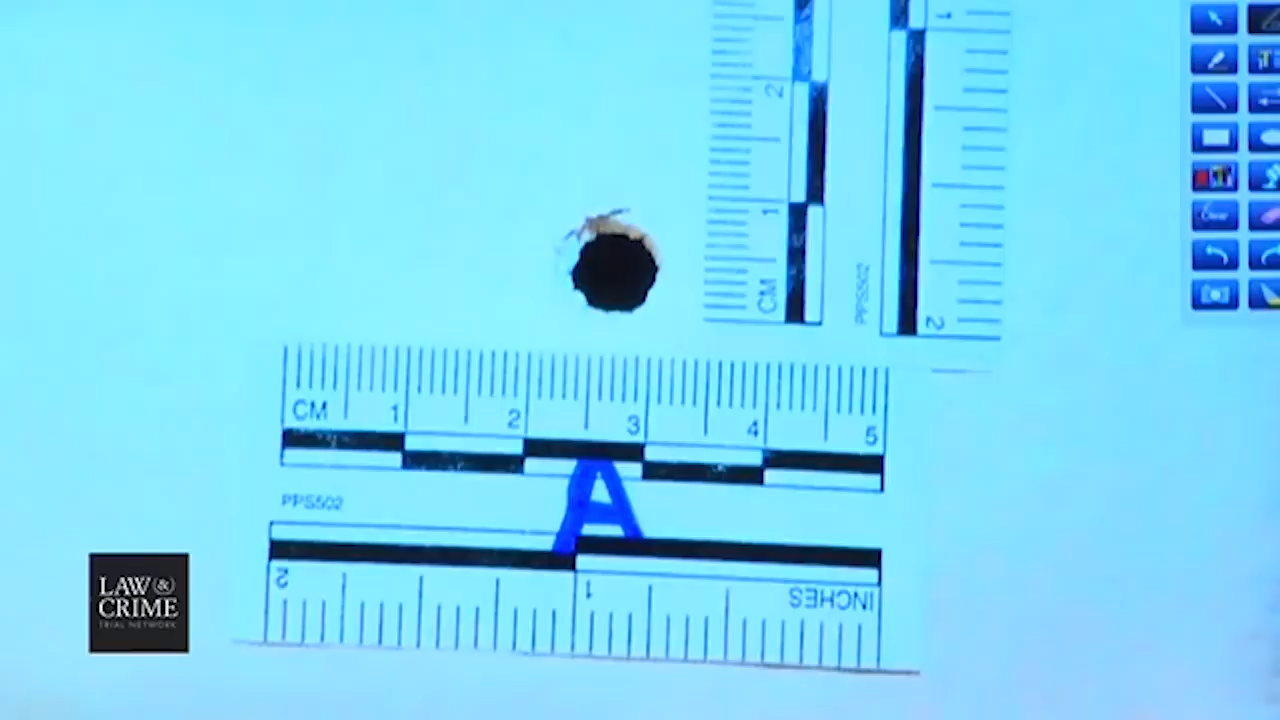 1
2
1
CM
PPS502
2
CM 1 2 3 4 5
A
PPS502
2 1 INCHES
LAW &
CRIME
TRIAL NETWORK